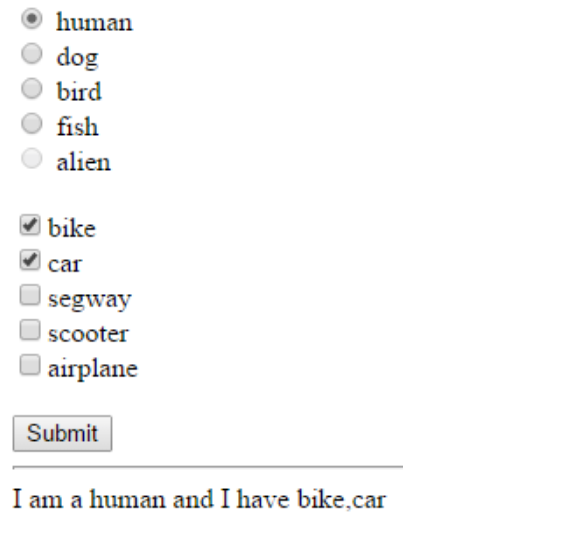 human
dog
bird
fish
alien
bike
car
segway
scooter
airplane
Submit
I am a human and I have bike,car